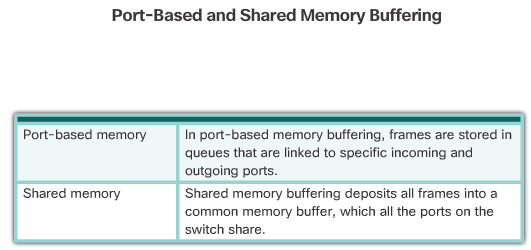 Port-Based and Shared Memory Buffering
Port-based memory
In port-based memory buffering, frames are stored in
queues that are linked to specific incoming and
outgoing ports.
Shared memory
Shared memory buffering deposits all frames into a
common memory buffer, which all the ports on the
switch share.